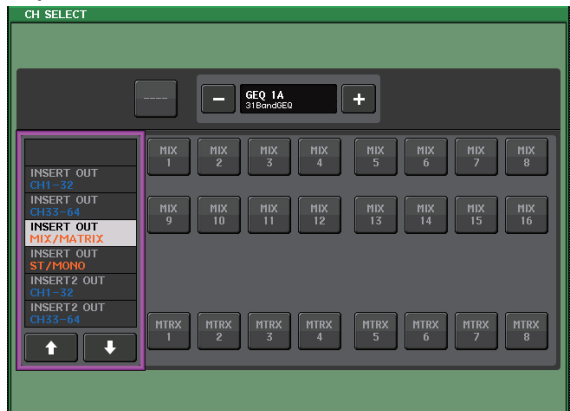 CH SELECT
----
− GEQ 1A +
31BandGEQ
INSERT OUT
CH1-32
INSERT OUT
CH33-64
INSERT OUT
MIX/MATRIX
INSERT OUT
ST/MONO
INSERT2 OUT
CH1-32
INSERT2 OUT
CH33-64
MIX 1
MIX 2
MIX 3
MIX 4
MIX 5
MIX 6
MIX 7
MIX 8
MIX 9
MIX 10
MIX 11
MIX 12
MIX 13
MIX 14
MIX 15
MIX 16
MTRX 1
MTRX 2
MTRX 3
MTRX 4
MTRX 5
MTRX 6
MTRX 7
MTRX 8